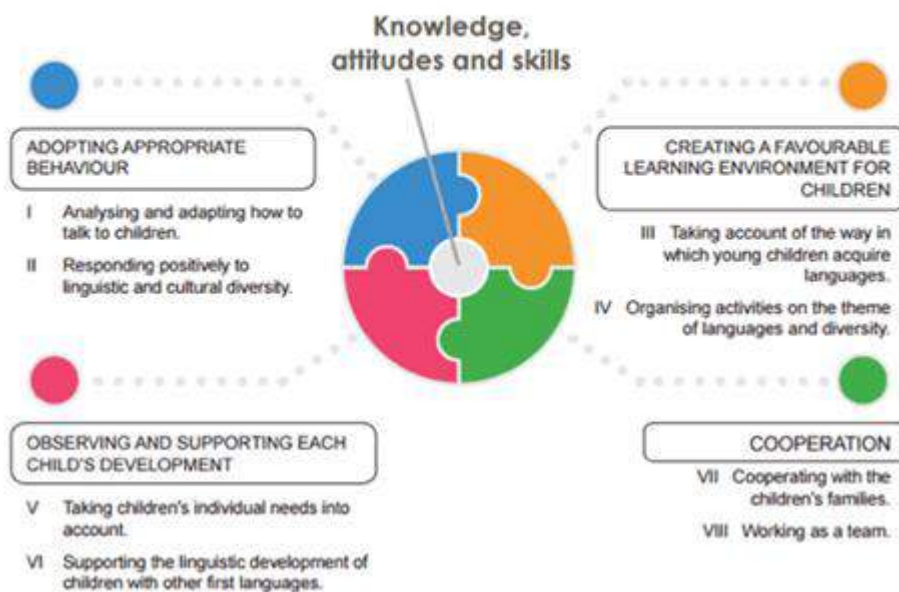 Knowledge,
attitudes and skills
ADOPTING APPROPRIATE
BEHAVIOUR
I Analysing and adapting how to
talk to children.
II Responding positively to
linguistic and cultural diversity.
CREATING A FAVOURABLE
LEARNING ENVIRONMENT FOR
CHILDREN
III Taking account of the way in
which young children acquire
languages.
IV Organising activities on the theme
of languages and diversity.
OBSERVING AND SUPPORTING EACH
CHILD'S DEVELOPMENT
V Taking children's individual needs into
account.
VI Supporting the linguistic development of
children with other first languages.
COOPERATION
VII Cooperating with the
children's families.
VIII Working as a team.